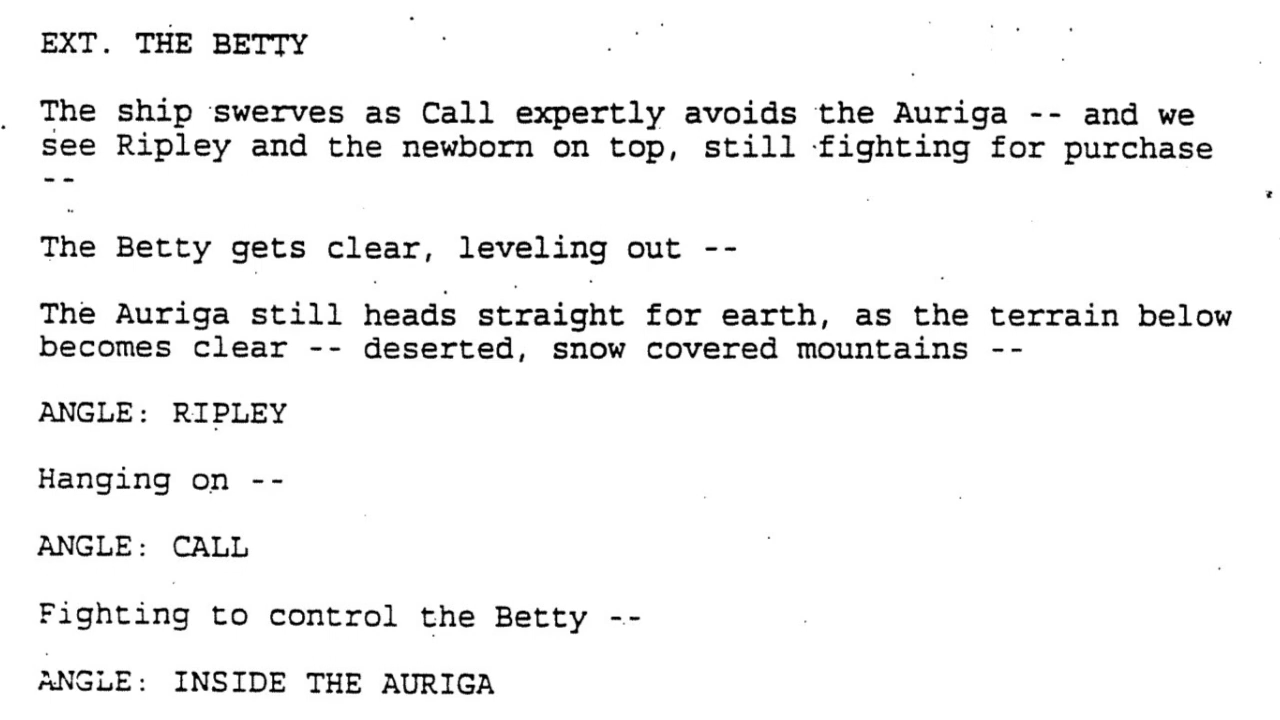 EXT. THE BETTY
The ship swerves as Call expertly avoids the Auriga -- and we
see Ripley and the newborn on top, still fighting for purchase
--
The Betty gets clear, leveling out --
The Auriga still heads straight for earth, as the terrain below
becomes clear -- deserted, snow covered mountains --
ANGLE: RIPLEY
Hanging on --
ANGLE: CALL
Fighting to control the Betty --
ANGLE: INSIDE THE AURIGA